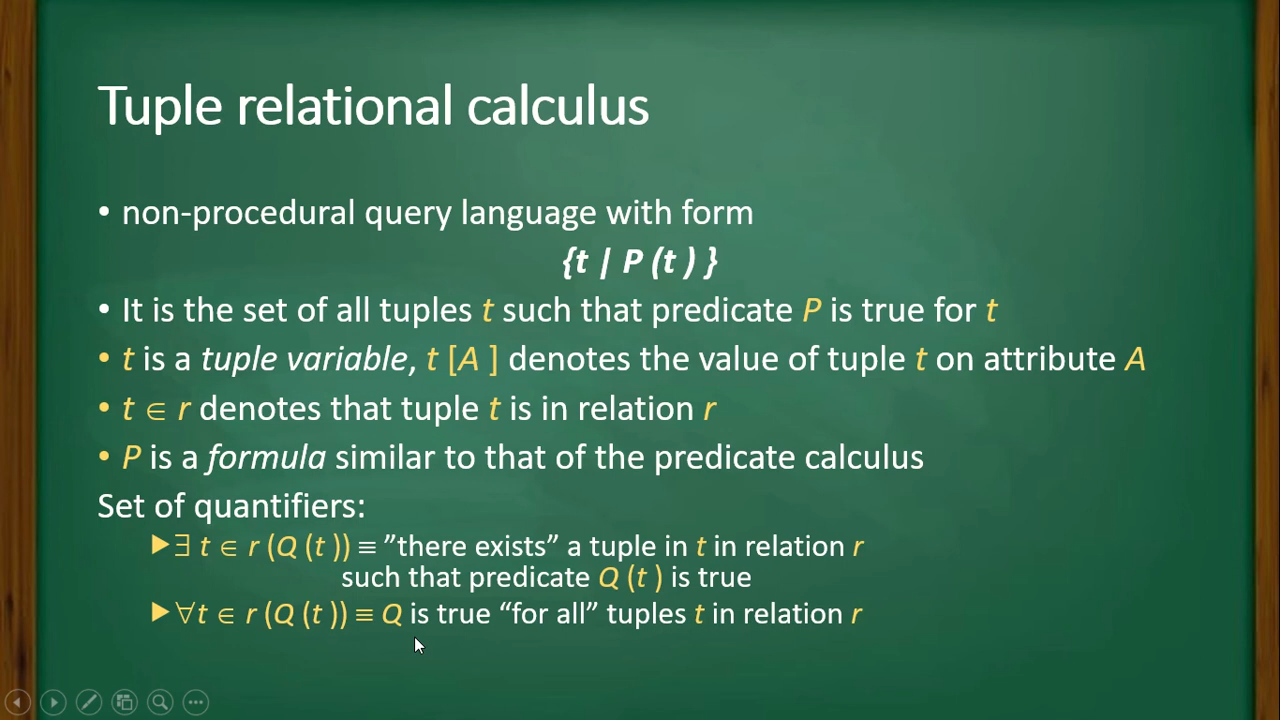 Tuple relational calculus
• non-procedural query language with form
{t | P (t ) }
• It is the set of all tuples t such that predicate P is true for t
• t is a tuple variable, t [A ] denotes the value of tuple t on attribute A
• t ∈ r denotes that tuple t is in relation r
• P is a formula similar to that of the predicate calculus
Set of quantifiers:
▶∃ t ∈ r (Q (t )) ≡ ”there exists” a tuple in t in relation r
such that predicate Q (t ) is true
▶∀t ∈ r (Q (t )) ≡ Q is true “for all” tuples t in relation r